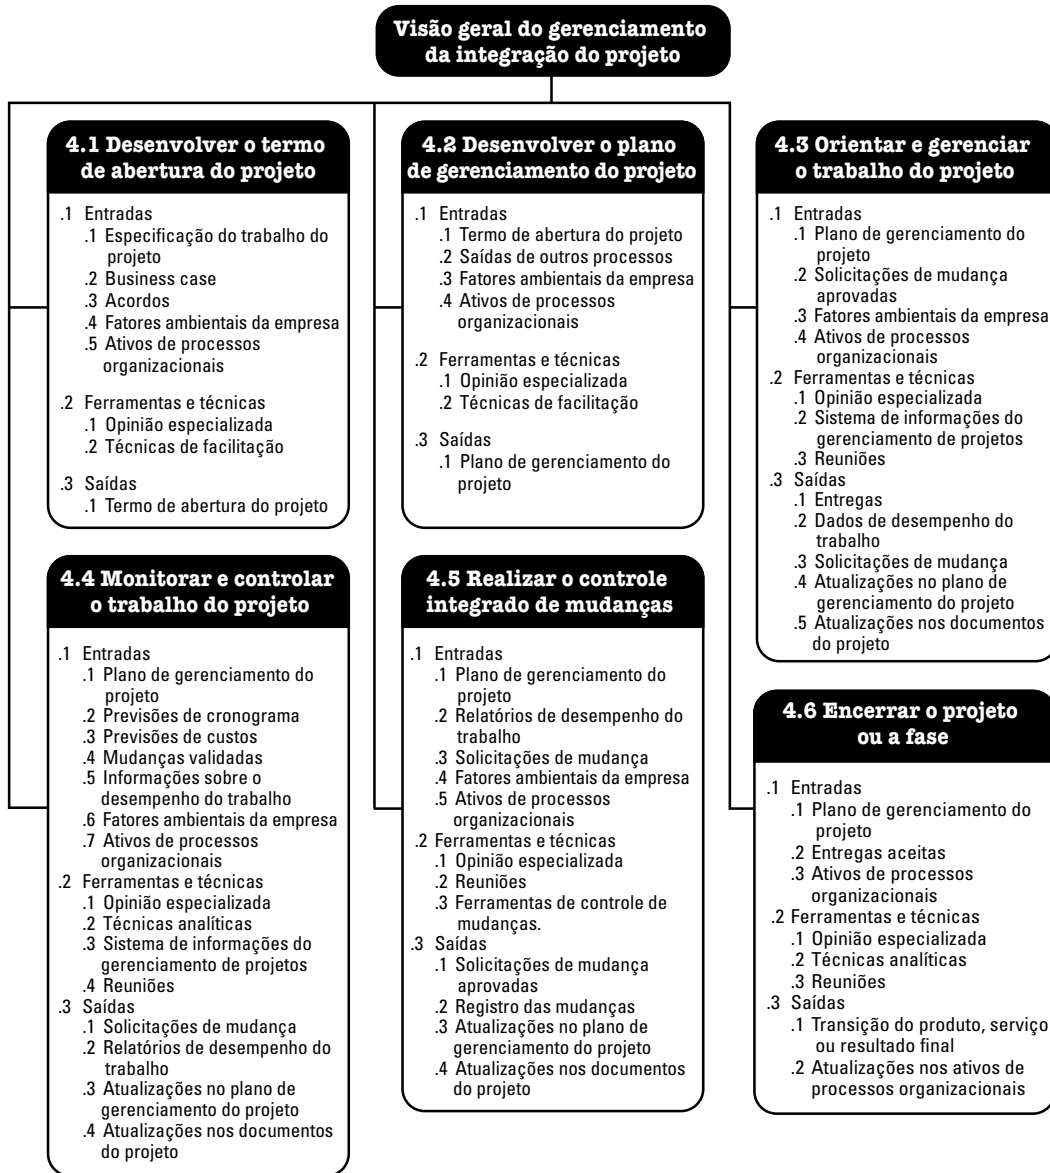 Visão geral do gerenciamento
da integração do projeto
4.1 Desenvolver o termo
de abertura do projeto
.1 Entradas
.1 Especificação do trabalho do
projeto
.2 Business case
.3 Acordos
.4 Fatores ambientais da empresa
.5 Ativos de processos
organizacionais
.2 Ferramentas e técnicas
.1 Opinião especializada
.2 Técnicas de facilitação
.3 Saídas
.1 Termo de abertura do projeto
4.2 Desenvolver o plano
de gerenciamento do projeto
.1 Entradas
.1 Termo de abertura do projeto
.2 Saídas de outros processos
.3 Fatores ambientais da empresa
.4 Ativos de processos
organizacionais
.2 Ferramentas e técnicas
.1 Opinião especializada
.2 Técnicas de facilitação
.3 Saídas
.1 Plano de gerenciamento do
projeto
4.3 Orientar e gerenciar
o trabalho do projeto
.1 Entradas
.1 Plano de gerenciamento do
projeto
.2 Solicitações de mudança
aprovadas
.3 Fatores ambientais da empresa
.4 Ativos de processos
organizacionais
.2 Ferramentas e técnicas
.1 Opinião especializada
.2 Sistema de informações do
gerenciamento de projetos
.3 Reuniões
.3 Saídas
.1 Entregas
.2 Dados de desempenho do
trabalho
.3 Solicitações de mudança
.4 Atualizações no plano de
gerenciamento do projeto
.5 Atualizações nos documentos
do projeto
4.4 Monitorar e controlar
o trabalho do projeto
.1 Entradas
.1 Plano de gerenciamento do
projeto
.2 Previsões de cronograma
.3 Previsões de custos
.4 Mudanças validadas
.5 Informações sobre o
desempenho do trabalho
.6 Fatores ambientais da empresa
.7 Ativos de processos
organizacionais
.2 Ferramentas e técnicas
.1 Opinião especializada
.2 Técnicas analíticas
.3 Sistema de informações do
gerenciamento de projetos
.4 Reuniões
.3 Saídas
.1 Solicitações de mudança
.2 Relatórios de desempenho do
trabalho
.3 Atualizações no plano de
gerenciamento do projeto
.4 Atualizações nos documentos
do projeto
4.5 Realizar o controle
integrado de mudanças
.1 Entradas
.1 Plano de gerenciamento do
projeto
.2 Relatórios de desempenho do
trabalho
.3 Solicitações de mudança
.4 Fatores ambientais da empresa
.5 Ativos de processos
organizacionais
.2 Ferramentas e técnicas
.1 Opinião especializada
.2 Reuniões
.3 Ferramentas de controle de
mudanças.
.3 Saídas
.1 Solicitações de mudança
aprovadas
.2 Registro das mudanças
.3 Atualizações no plano de
gerenciamento do projeto
.4 Atualizações nos documentos
do projeto
4.6 Encerrar o projeto
ou a fase
.1 Entradas
.1 Plano de gerenciamento do
projeto
.2 Entregas aceitas
.3 Ativos de processos
organizacionais
.2 Ferramentas e técnicas
.1 Opinião especializada
.2 Técnicas analíticas
.3 Reuniões
.3 Saídas
.1 Transição do produto, serviço
ou resultado final
.2 Atualizações nos ativos de
processos organizacionais